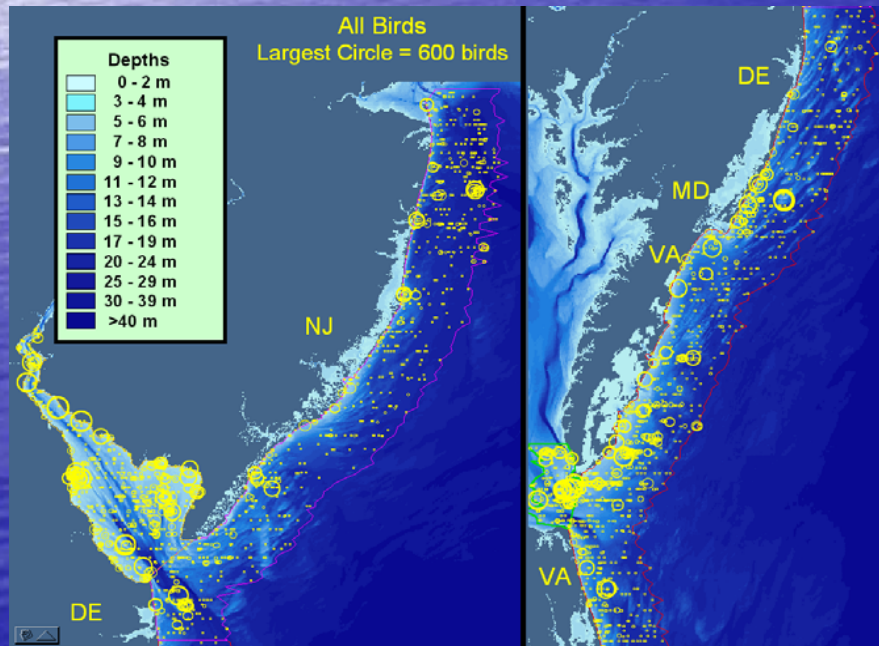 All Birds
Largest Circle = 600 birds
Depths
0 - 2 m
3 - 4 m
5 - 6 m
7 - 8 m
9 - 10 m
11 - 12 m
13 - 14 m
15 - 16 m
17 - 19 m
20 - 24 m
25 - 29 m
30 - 39 m
>40 m
NJ
DE
DE
MD
VA
VA